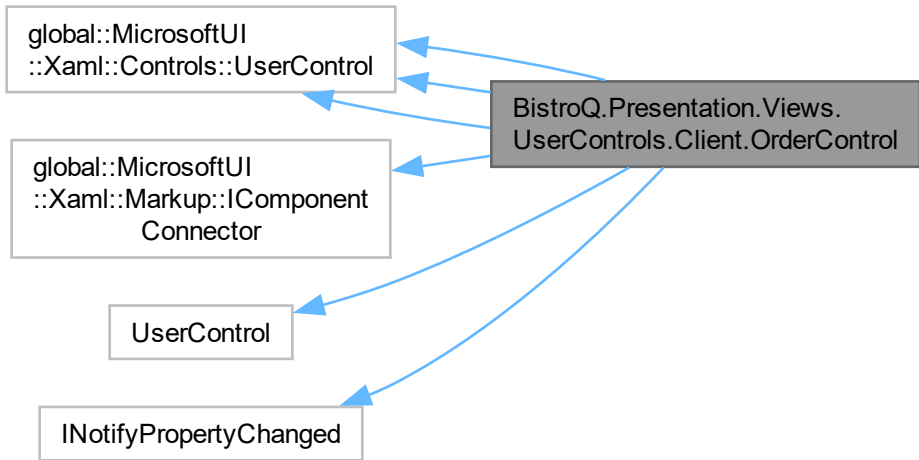 global::MicrosoftUI
::Xaml::Controls::UserControl
BistroQ.Presentation.Views.
UserControls.Client.OrderControl
global::MicrosoftUI
::Xaml::Markup::IComponent
Connector
UserControl
INotifyPropertyChanged